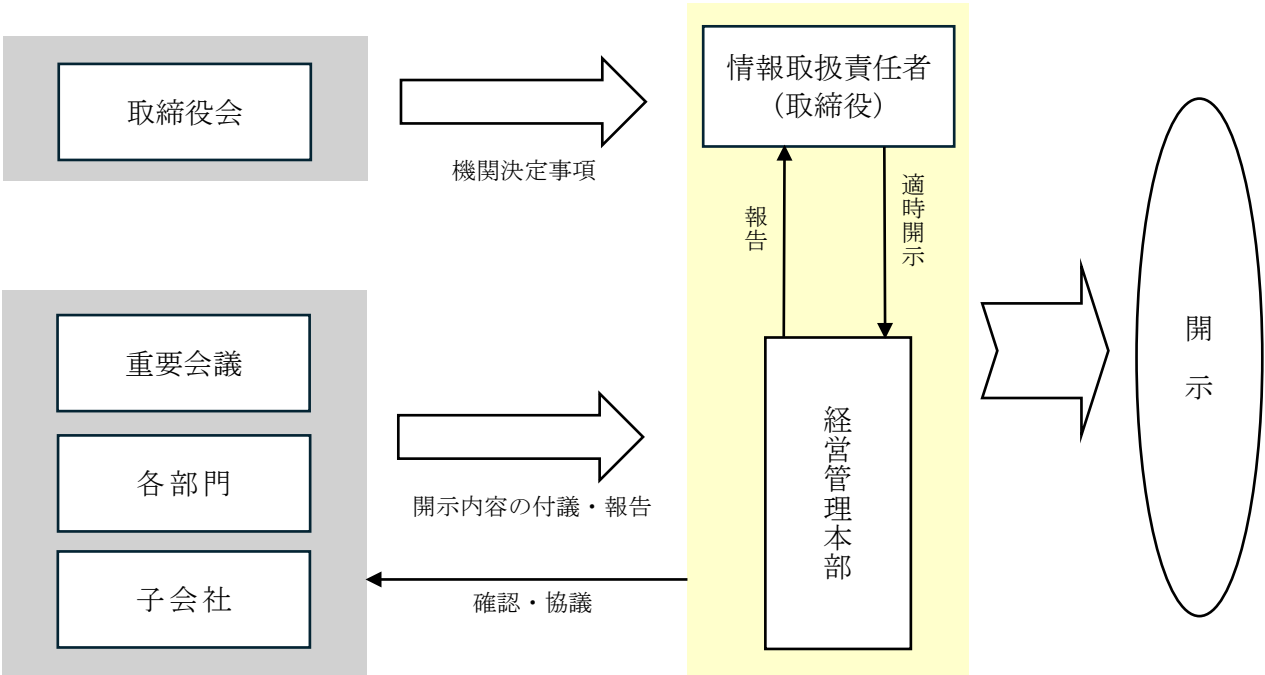 取締役会
機関決定事項
情報取扱責任者
（取締役）
報告
適時開示
重要会議
各部門
子会社
開示内容の付議・報告
確認・協議
経営管理本部
開示